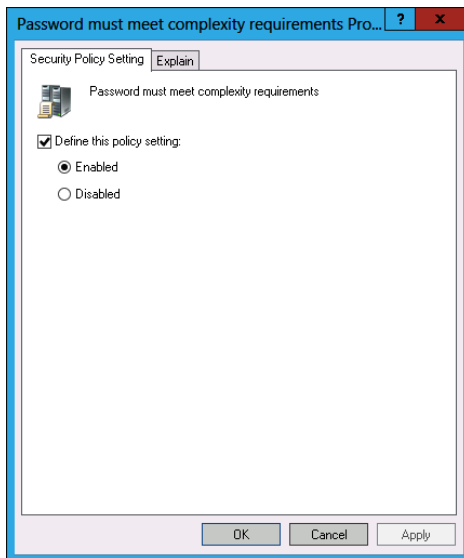 Password must meet complexity requirements Pro... ? x
Security Policy Setting Explain
Password must meet complexity requirements
Define this policy setting:
Enabled
Disabled
OK Cancel Apply